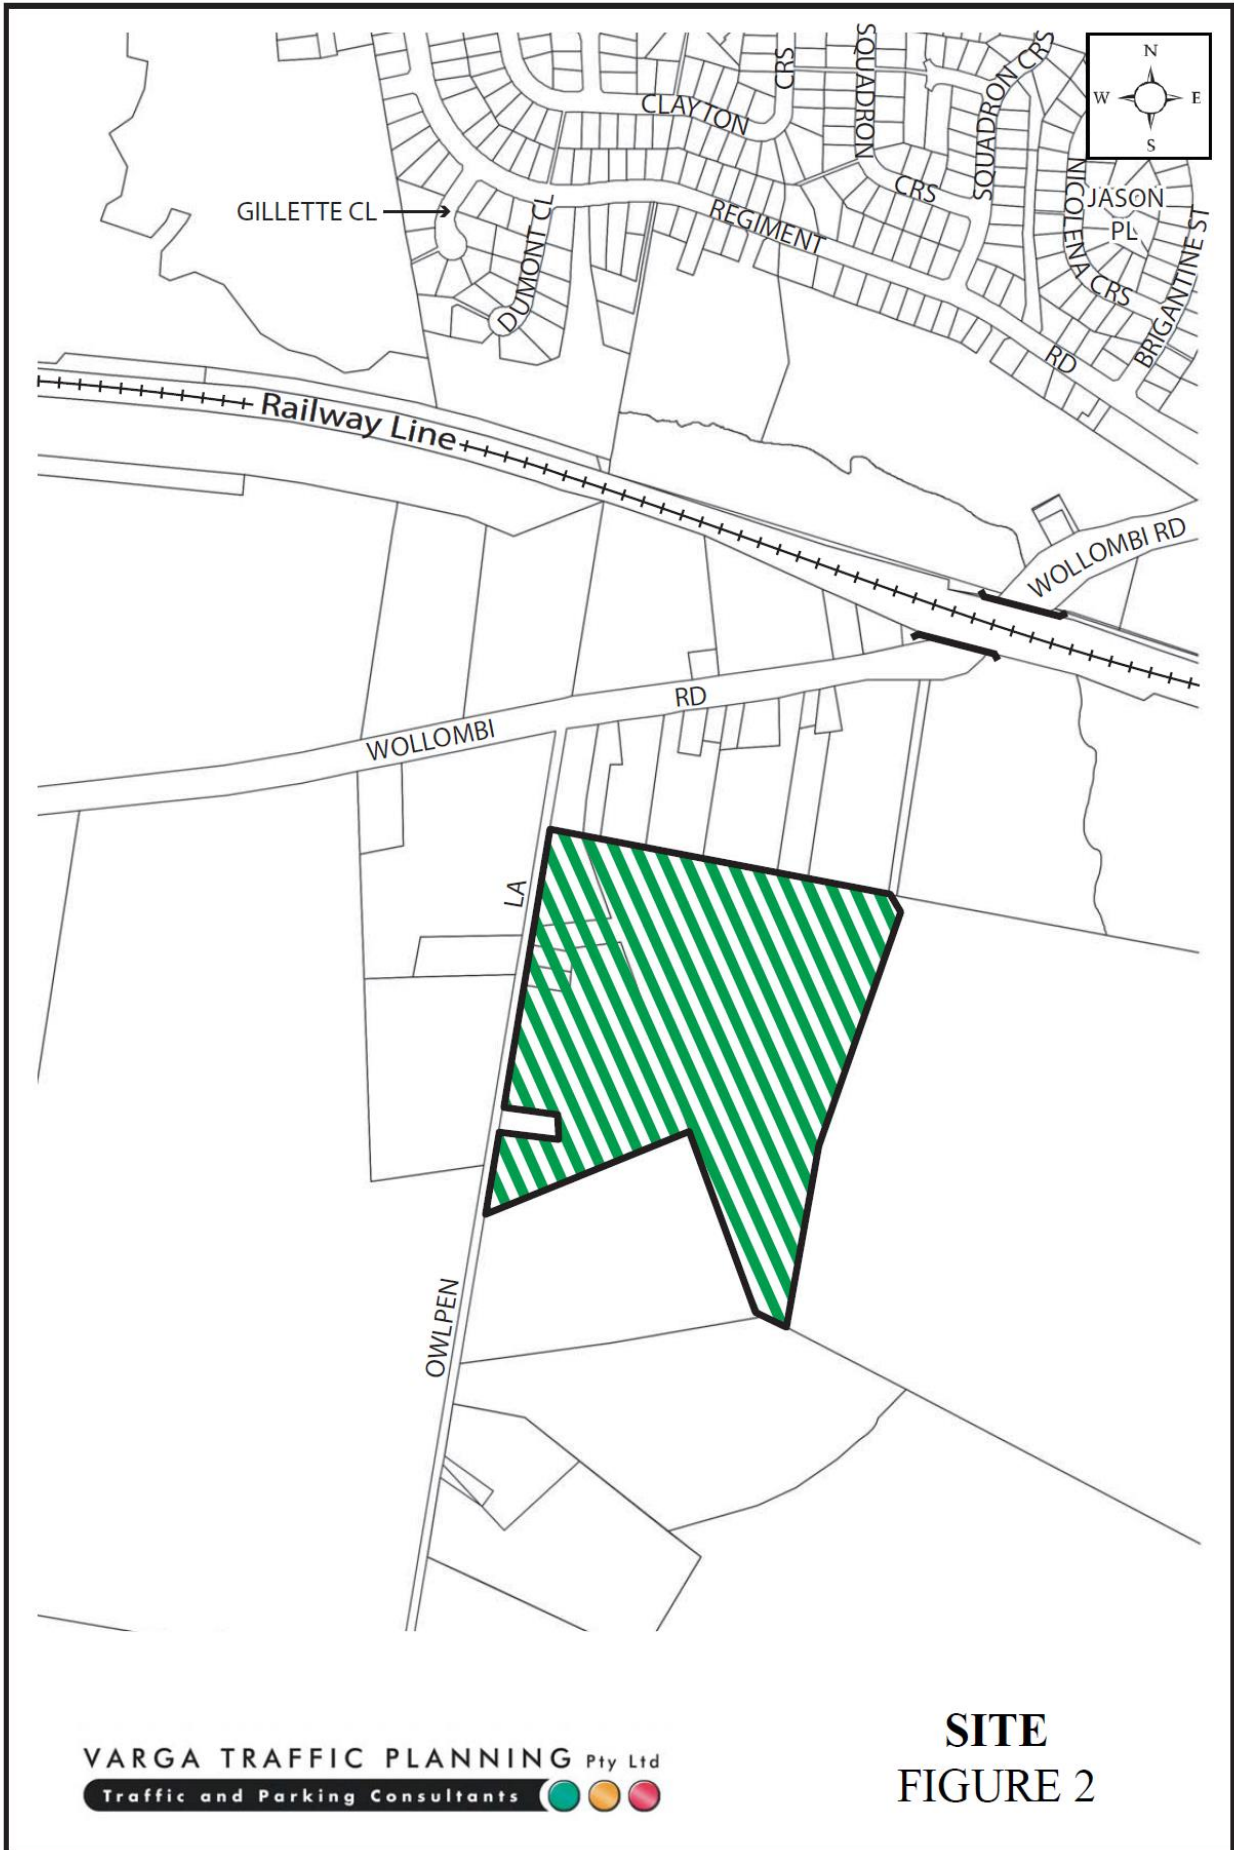 CRS
SQUADRON
SQUADRON CRS
N
W E
S
CLAYTON
CRS
NICOLENA CRS
JASON
PL
BRIGANTINE ST
GILLETTE CL
DUMONT CL
REGIMENT
RD
Railway Line
WOLLOMBI RD
RD
WOLLOMBI
LA
OWLPEN
SITE
FIGURE 2
VARGA TRAFFIC PLANNING Pty Ltd
Traffic and Parking Consultants